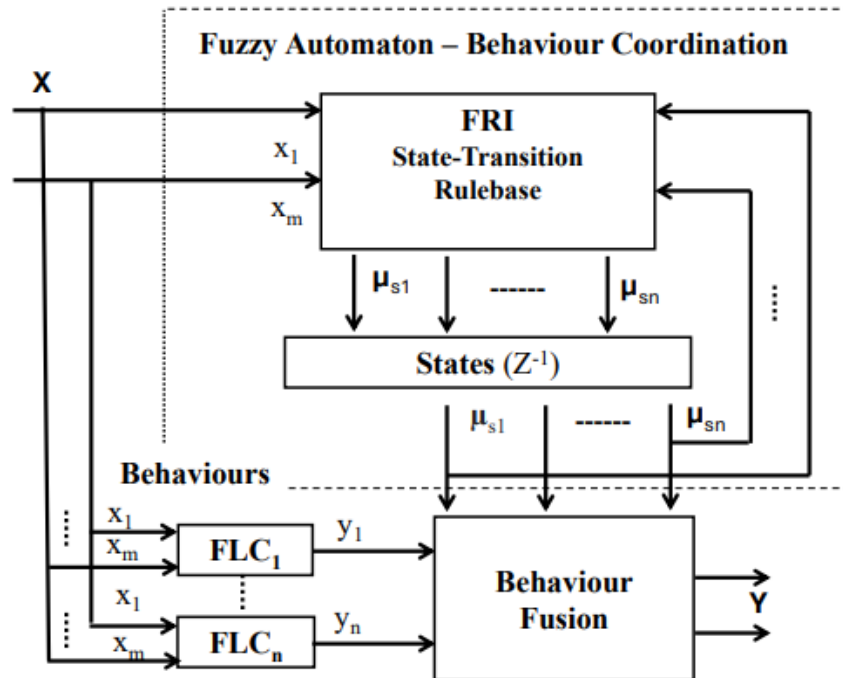 Fuzzy Automaton – Behaviour Coordination
X
FRI
State-Transition
Rulebase
x₁
xₘ
μₛ₁ ------ μₛₙ
States (Z⁻¹)
μₛ₁ ------ μₛₙ
Behaviours
x₁
xₘ
FLC₁
y₁
x₁
xₘ
FLCₙ
yₙ
Behaviour
Fusion
Y